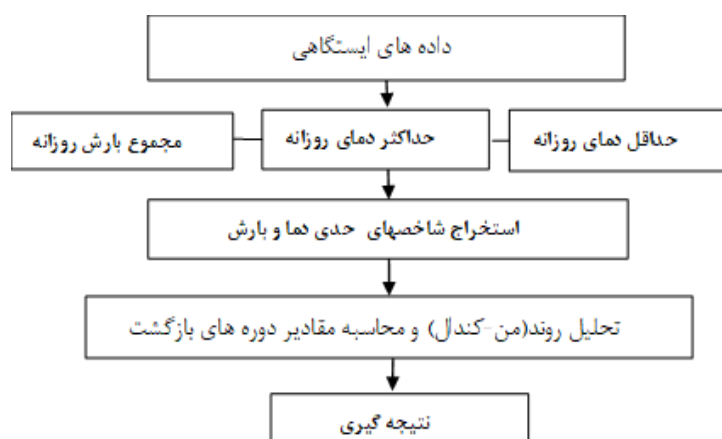 داده های ایستگاهی
حداقل دمای روزانه
حداکثر دمای روزانه
مجموع بارش روزانه
استخراج شاخصهای حدی دما و بارش
تحلیل روند(من-کندال) و محاسبه مقادیر دوره های بازگشت
نتیجه گیری